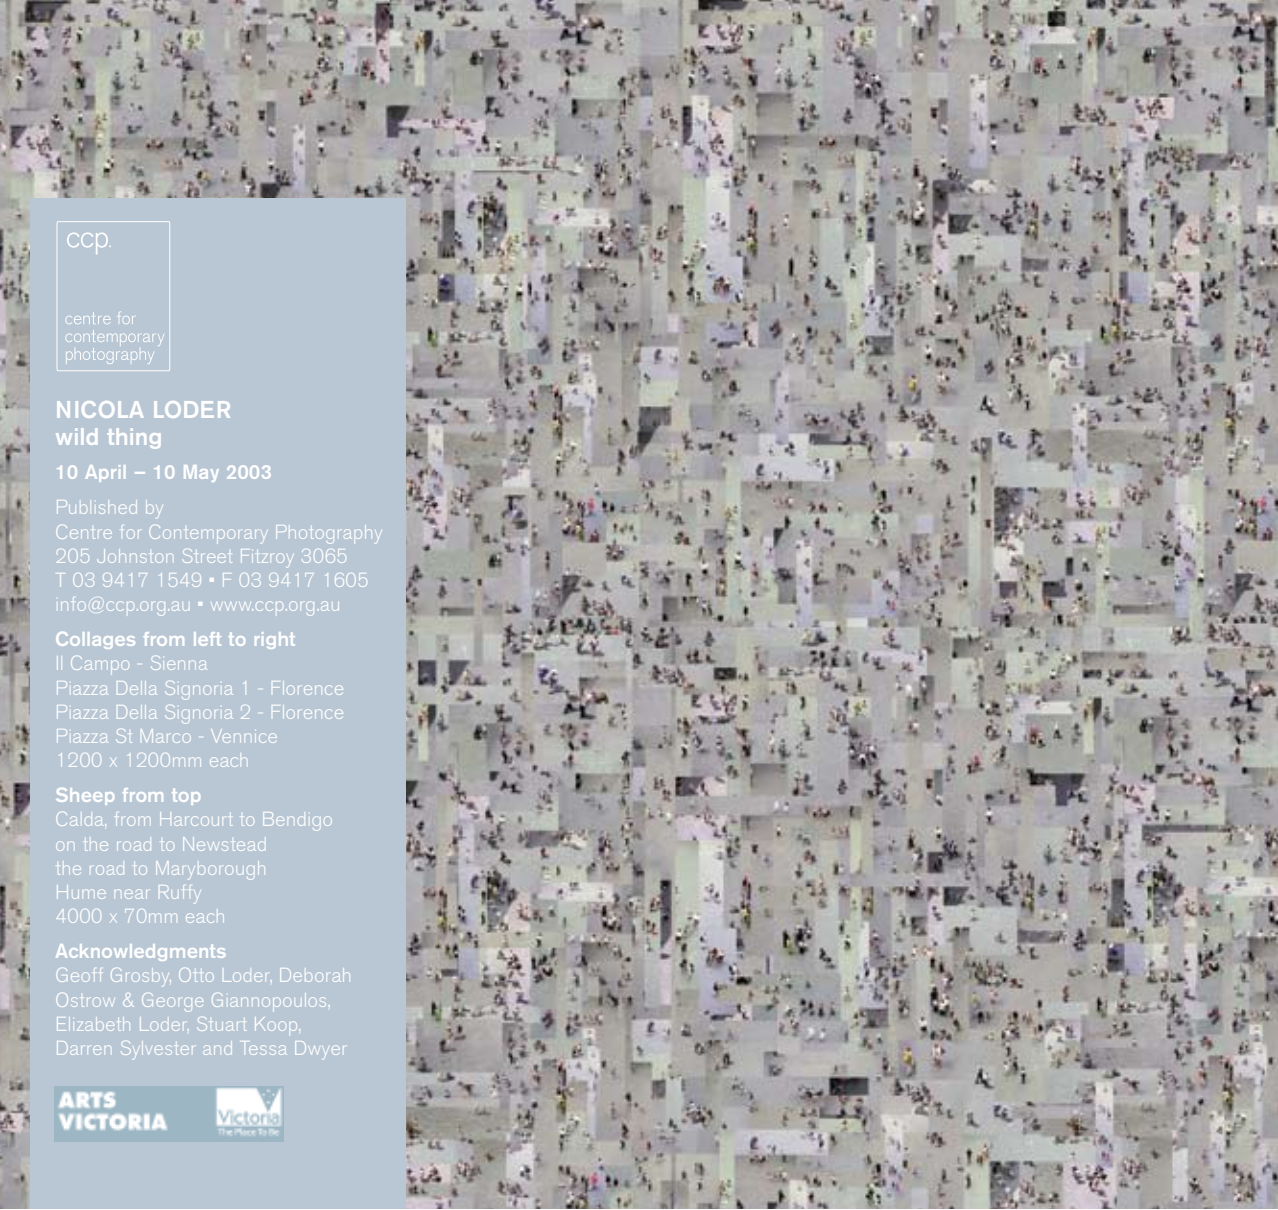 ccp.
centre for
contemporary
photography
NICOLA LODER
wild thing
10 April – 10 May 2003
Published by
Centre for Contemporary Photography
205 Johnston Street Fitzroy 3065
T 03 9417 1549 ▪ F 03 9417 1605
info@ccp.org.au ▪ www.ccp.org.au
Collages from left to right
Il Campo - Sienna
Piazza Della Signoria 1 - Florence
Piazza Della Signoria 2 - Florence
Piazza St Marco - Vennice
1200 x 1200mm each
Sheep from top
Calda, from Harcourt to Bendigo
on the road to Newstead
the road to Maryborough
Hume near Ruffy
4000 x 70mm each
Acknowledgments
Geoff Grosby, Otto Loder, Deborah
Ostrow & George Giannopoulos,
Elizabeth Loder, Stuart Koop,
Darren Sylvester and Tessa Dwyer
ARTS
VICTORIA
Victoria
The Place To Be